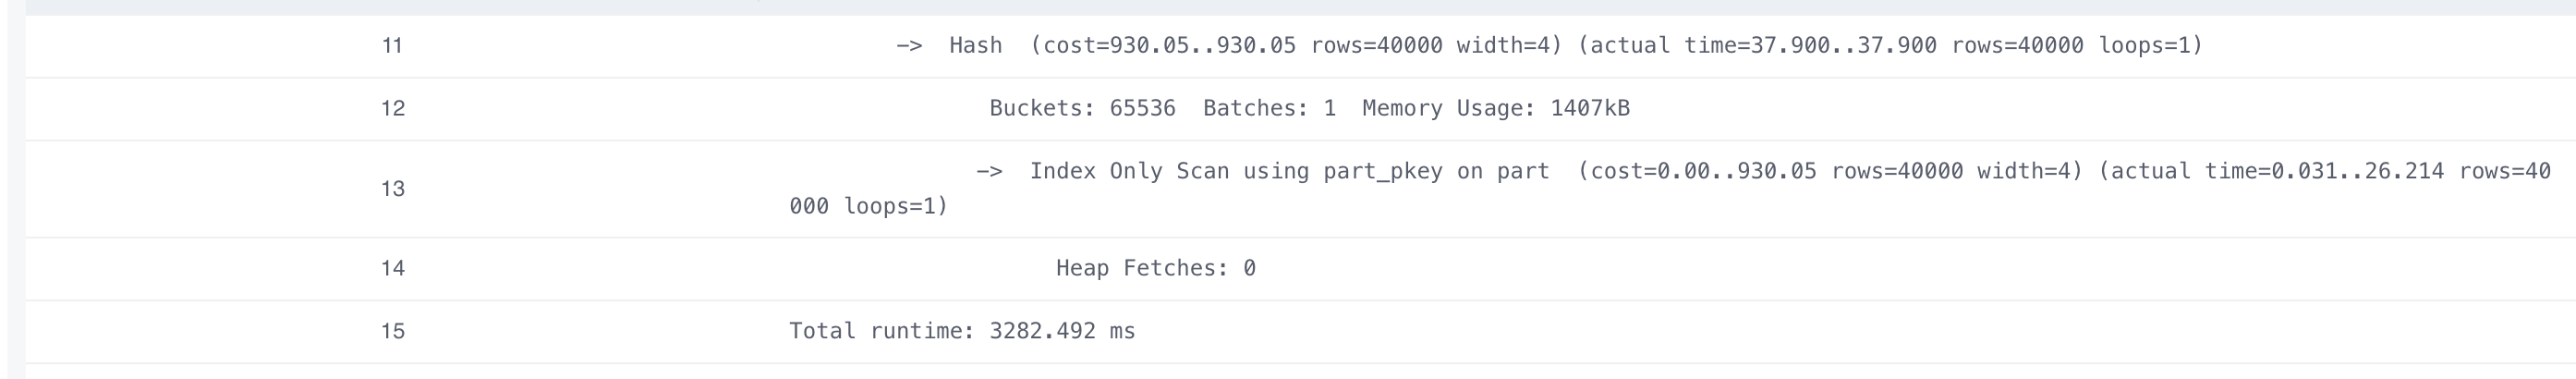 11 -> Hash (cost=930.05..930.05 rows=40000 width=4) (actual time=37.900..37.900 rows=40000 loops=1)
12 Buckets: 65536 Batches: 1 Memory Usage: 1407kB
13 -> Index Only Scan using part_pkey on part (cost=0.00..930.05 rows=40000 width=4) (actual time=0.031..26.214 rows=40
000 loops=1)
14 Heap Fetches: 0
15 Total runtime: 3282.492 ms